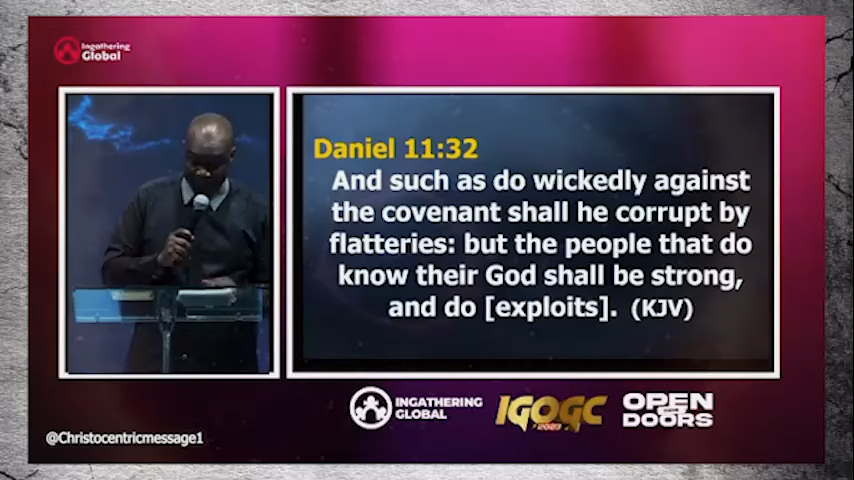 Ingathering
Global
Daniel 11:32
And such as do wickedly against
the covenant shall he corrupt by
flatteries: but the people that do
know their God shall be strong,
and do [exploits]. (KJV)
INGATHERING
GLOBAL
IGOGC
2023
OPEN
DOORS
@Christocentricmessage1